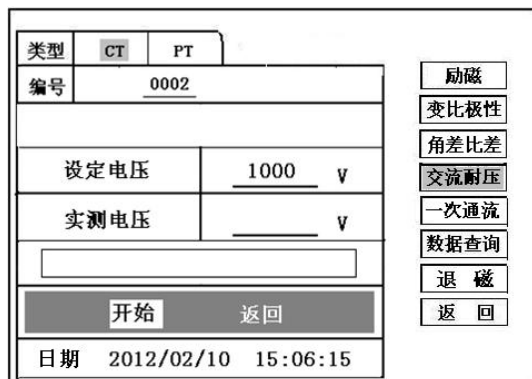 类型 CT PT
编号 0002
设定电压 1000 V
实测电压 V
开始 返回
日期 2012/02/10 15:06:15
励磁
变比极性
角差比差
交流耐压
一次通流
数据查询
退 磁
返 回